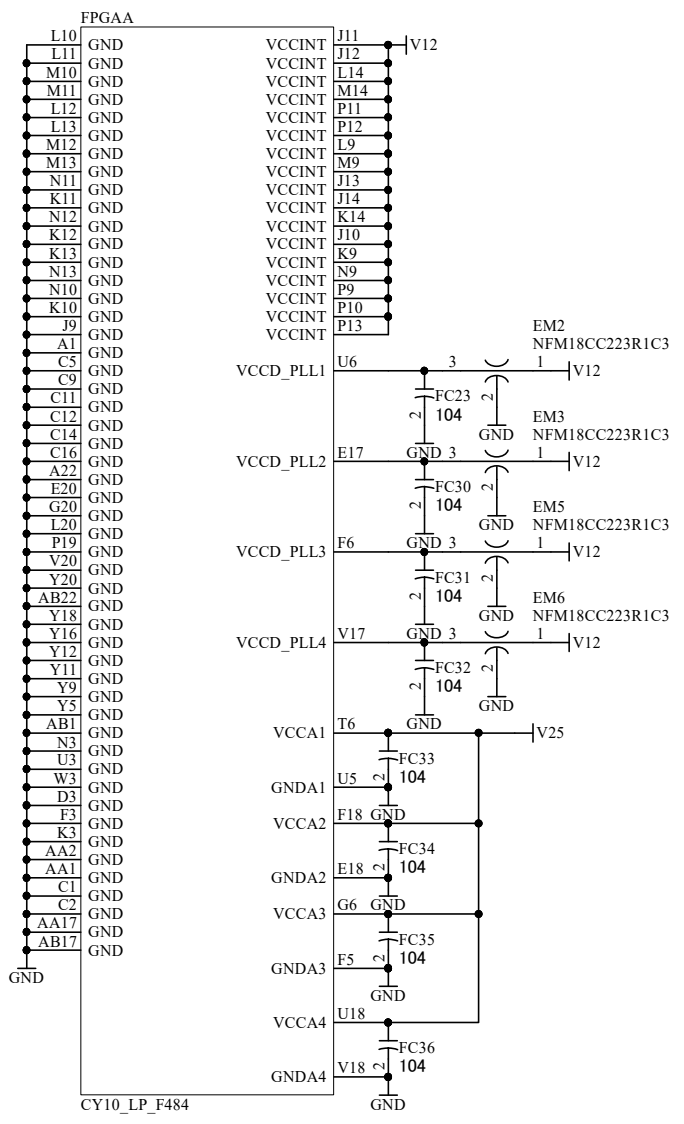 FPGAA
L10 GND VCCINT J11 V12
L11 GND VCCINT J12
M10 GND VCCINT L14
M11 GND VCCINT M14
L12 GND VCCINT P11
L13 GND VCCINT P12
M12 GND VCCINT L9
M13 GND VCCINT M9
N11 GND VCCINT J13
K11 GND VCCINT J14
N12 GND VCCINT K14
K12 GND VCCINT J10
K13 GND VCCINT K9
N13 GND VCCINT N9
N10 GND VCCINT P9
K10 GND VCCINT P10
J9 GND VCCINT P13
EM2
NFM18CC223R1C3
A1 GND
C5 GND VCCD_PLL1 U6 3 1 V12
C9 GND FC23 2
C11 GND 2 104
C12 GND GND
EM3
C14 GND NFM18CC223R1C3
C16 GND VCCD_PLL2 E17 GND 3 1 V12
A22 GND FC30 2
E20 GND 2 104
G20 GND GND
EM5
L20 GND NFM18CC223R1C3
P19 GND VCCD_PLL3 F6 GND 3 1 V12
V20 GND FC31 2
Y20 GND 2 104
AB22 GND GND
EM6
Y18 GND NFM18CC223R1C3
Y16 GND VCCD_PLL4 V17 GND 3 1 V12
Y12 GND FC32 2
Y11 GND 2 104
Y9 GND GND
Y5 GND GND
AB1 GND VCCA1 T6 V25
N3 GND
U3 GND FC33
W3 GND GNDA1 U5 2 104
D3 GND GND
F3 GND VCCA2 F18
K3 GND
AA2 GND FC34
AA1 GND GNDA2 E18 2 104
C1 GND GND
C2 GND VCCA3 G6
AA17 GND FC35
AB17 GND 2 104
GND GNDA3 F5
GND
VCCA4 U18
FC36
2 104
GNDA4 V18
CY10_LP_F484 GND